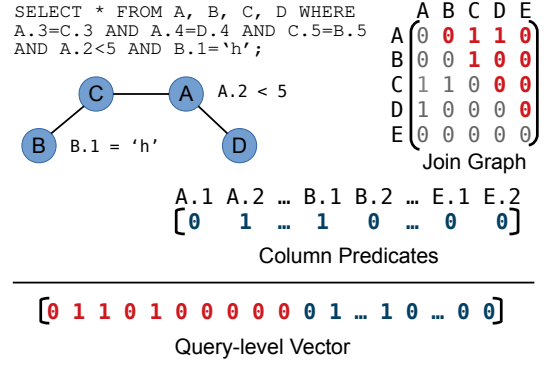 SELECT * FROM A, B, C, D WHERE
A.3=C.3 AND A.4=D.4 AND C.5=B.5
AND A.2<5 AND B.1=‘h’;
C A A.2 < 5
B B.1 = ‘h’ D
A B C D E
A 0 0 1 1 0
B 0 0 1 0 0
C 1 1 0 0 0
D 1 0 0 0 0
E 0 0 0 0 0
Join Graph
A.1 A.2 … B.1 B.2 … E.1 E.2
[0 1 … 1 0 … 0 0]
Column Predicates
[0 1 1 0 1 0 0 0 0 0 0 1 … 1 0 … 0 0]
Query-level Vector